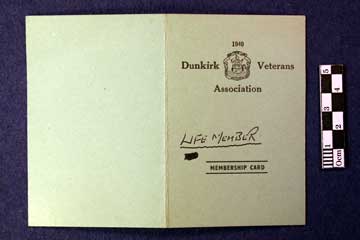 1940
Dunkirk Veterans
Association
LIFE MEMBER
MEMBERSHIP CARD
0cm 1 2 3 4 5